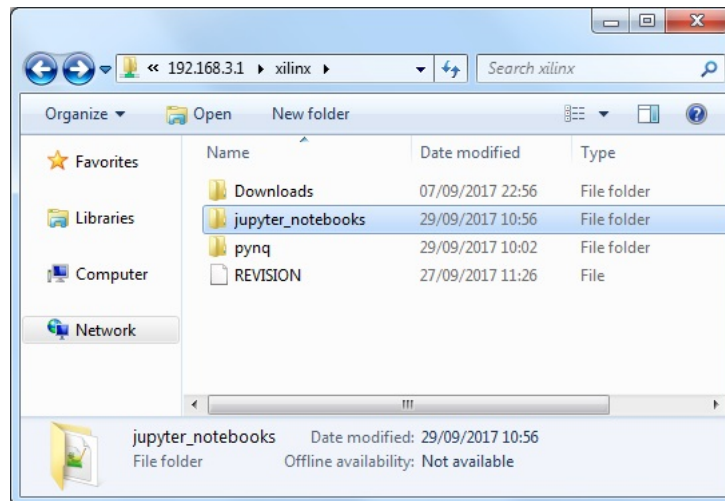 « 192.168.3.1 ▸ xilinx ▸ Search xilinx
Organize ▼ Open New folder
Favorites
Libraries
Computer
Network
Name Date modified Type
Downloads 07/09/2017 22:56 File folder
jupyter_notebooks 29/09/2017 10:56 File folder
pynq 29/09/2017 10:02 File folder
REVISION 27/09/2017 11:26 File
jupyter_notebooks Date modified: 29/09/2017 10:56
File folder Offline availability: Not available